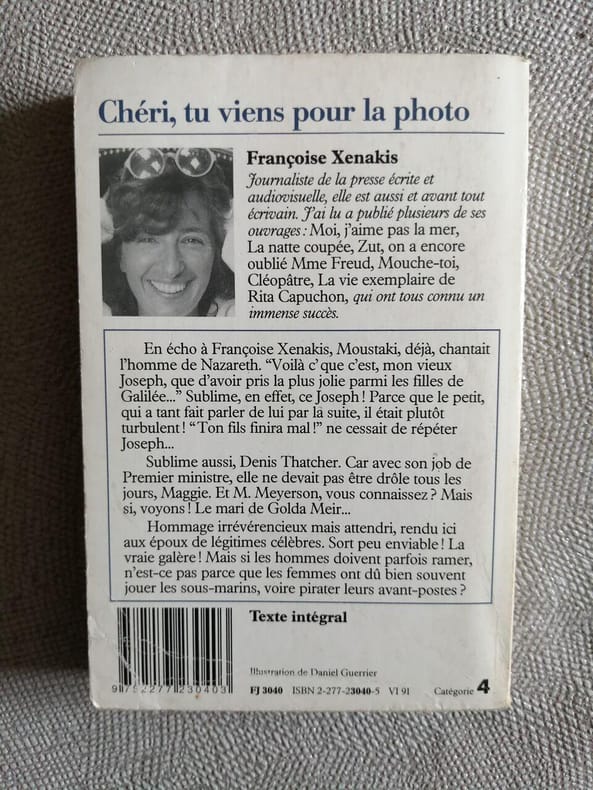 Chéri, tu viens pour la photo
Françoise Xenakis
Journaliste de la presse écrite et
audiovisuelle, elle est aussi et avant tout
écrivain. J'ai lu a publié plusieurs de ses
ouvrages : Moi, j'aime pas la mer,
La natte coupée, Zut, on a encore
oublié Mme Freud, Mouche-toi,
Cléopâtre, La vie exemplaire de
Rita Capuchon, qui ont tous connu un
immense succès.
En écho à Françoise Xenakis, Moustaki, déjà, chantait
l'homme de Nazareth. "Voilà c'que c'est, mon vieux
Joseph, que d'avoir pris la plus jolie parmi les filles de
Galilée..." Sublime, en effet, ce Joseph ! Parce que le petit,
qui a tant fait parler de lui par la suite, il était plutôt
turbulent ! "Ton fils finira mal !" ne cessait de répéter
Joseph...
Sublime aussi, Denis Thatcher. Car avec son job de
Premier ministre, elle ne devait pas être drôle tous les
jours, Maggie. Et M. Meyerson, vous connaissez ? Mais
si, voyons ! Le mari de Golda Meir...
Hommage irrévérencieux mais attendri, rendu ici
aux époux de légitimes célèbres. Sort peu enviable ! La
vraie galère ! Mais si les hommes doivent parfois ramer,
n'est-ce pas parce que les femmes ont dû bien souvent
jouer les sous-marins, voire pirater leurs avant-postes ?
Texte intégral
Illustration de Daniel Guerrier
9 782277 230403
FJ 3040 ISBN 2-277-23040-5 VI 91 Catégorie 4